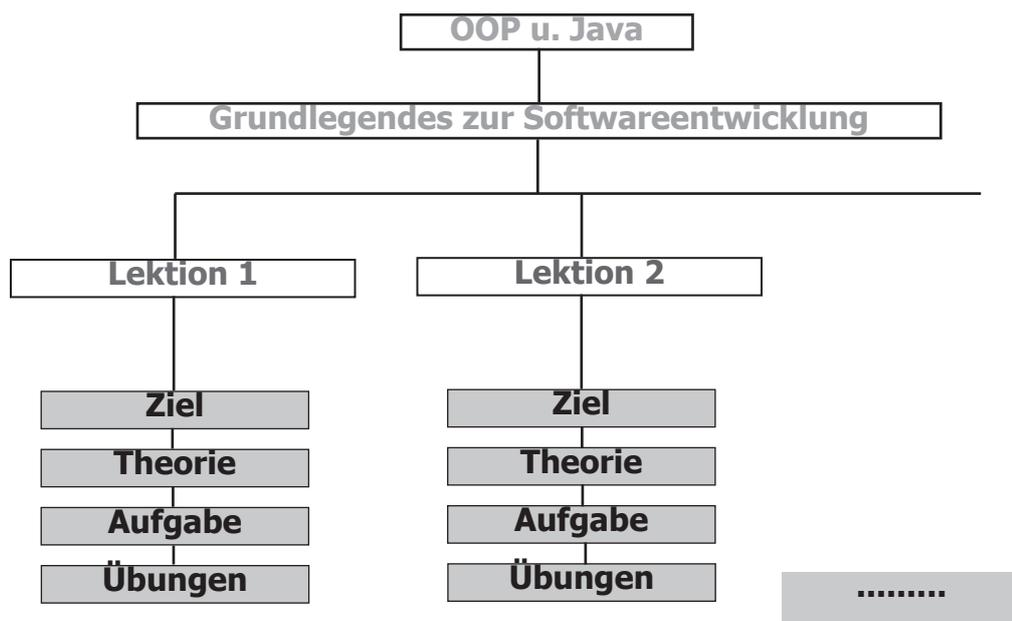 OOP u. Java
Grundlegendes zur Softwareentwicklung
Lektion 1
Ziel
Theorie
Aufgabe
Übungen
Lektion 2
Ziel
Theorie
Aufgabe
Übungen
.........